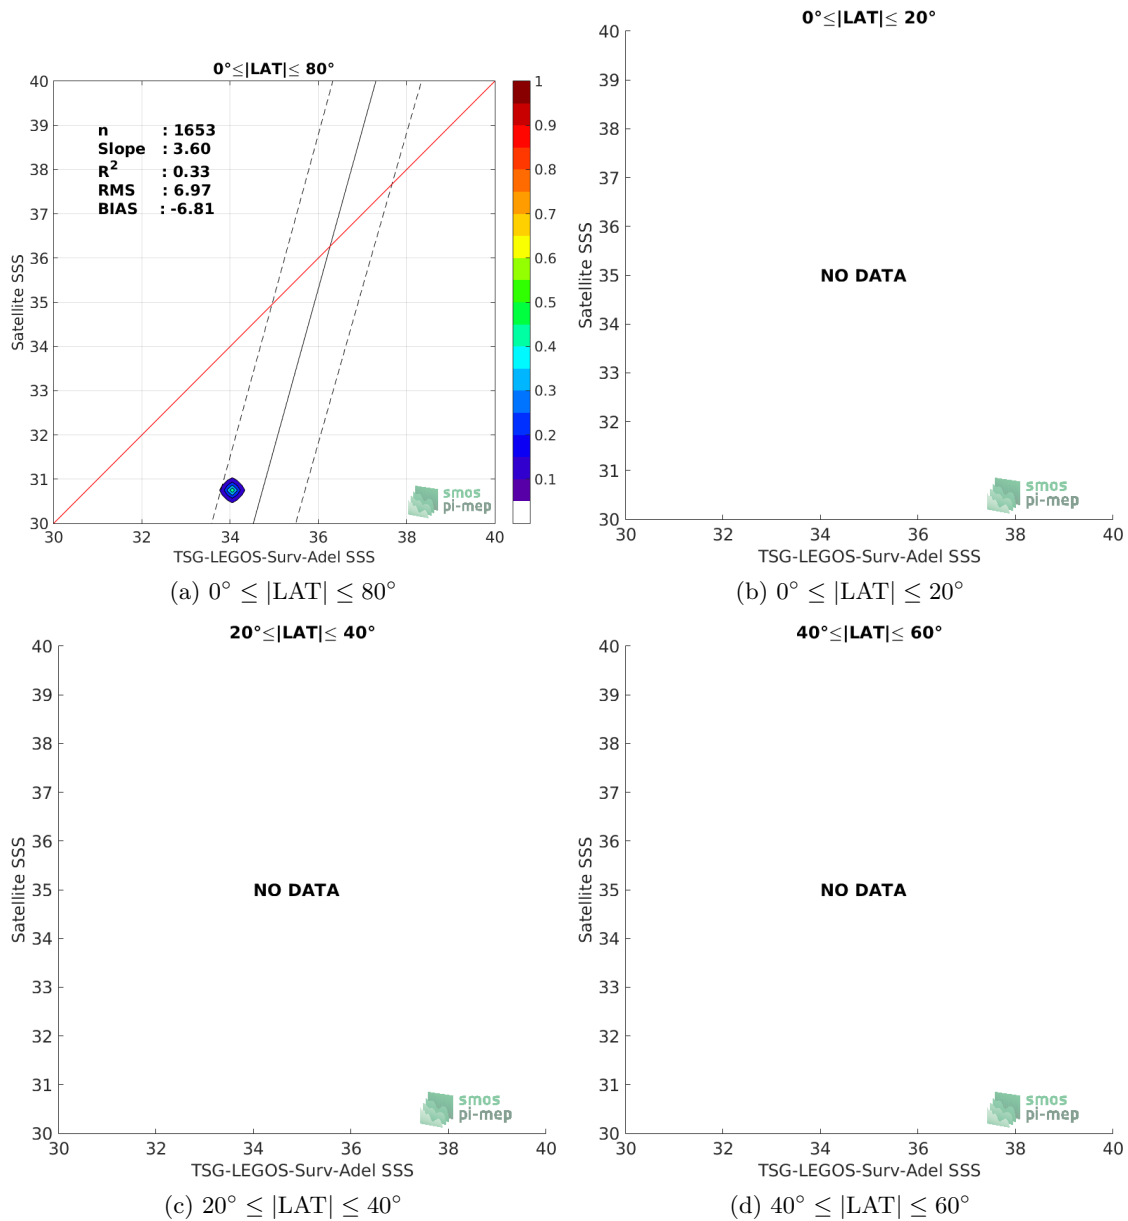 0°≤|LAT|≤ 80°
40
39
38
37
36
35
34
33
32
31
30
Satellite SSS
n : 1653
Slope : 3.60
R2 : 0.33
RMS : 6.97
BIAS : -6.81
smos
pi-mep
30 32 34 36 38 40
TSG-LEGOS-Surv-Adel SSS
1
0.9
0.8
0.7
0.6
0.5
0.4
0.3
0.2
0.1
(a) 0° ≤ |LAT| ≤ 80°
0°≤|LAT|≤ 20°
40
39
38
37
36
35
34
33
32
31
30
Satellite SSS
NO DATA
smos
pi-mep
30 32 34 36 38 40
TSG-LEGOS-Surv-Adel SSS
(b) 0° ≤ |LAT| ≤ 20°
20°≤|LAT|≤ 40°
40
39
38
37
36
35
34
33
32
31
30
Satellite SSS
NO DATA
smos
pi-mep
30 32 34 36 38 40
TSG-LEGOS-Surv-Adel SSS
(c) 20° ≤ |LAT| ≤ 40°
40°≤|LAT|≤ 60°
40
39
38
37
36
35
34
33
32
31
30
Satellite SSS
NO DATA
smos
pi-mep
30 32 34 36 38 40
TSG-LEGOS-Surv-Adel SSS
(d) 40° ≤ |LAT| ≤ 60°